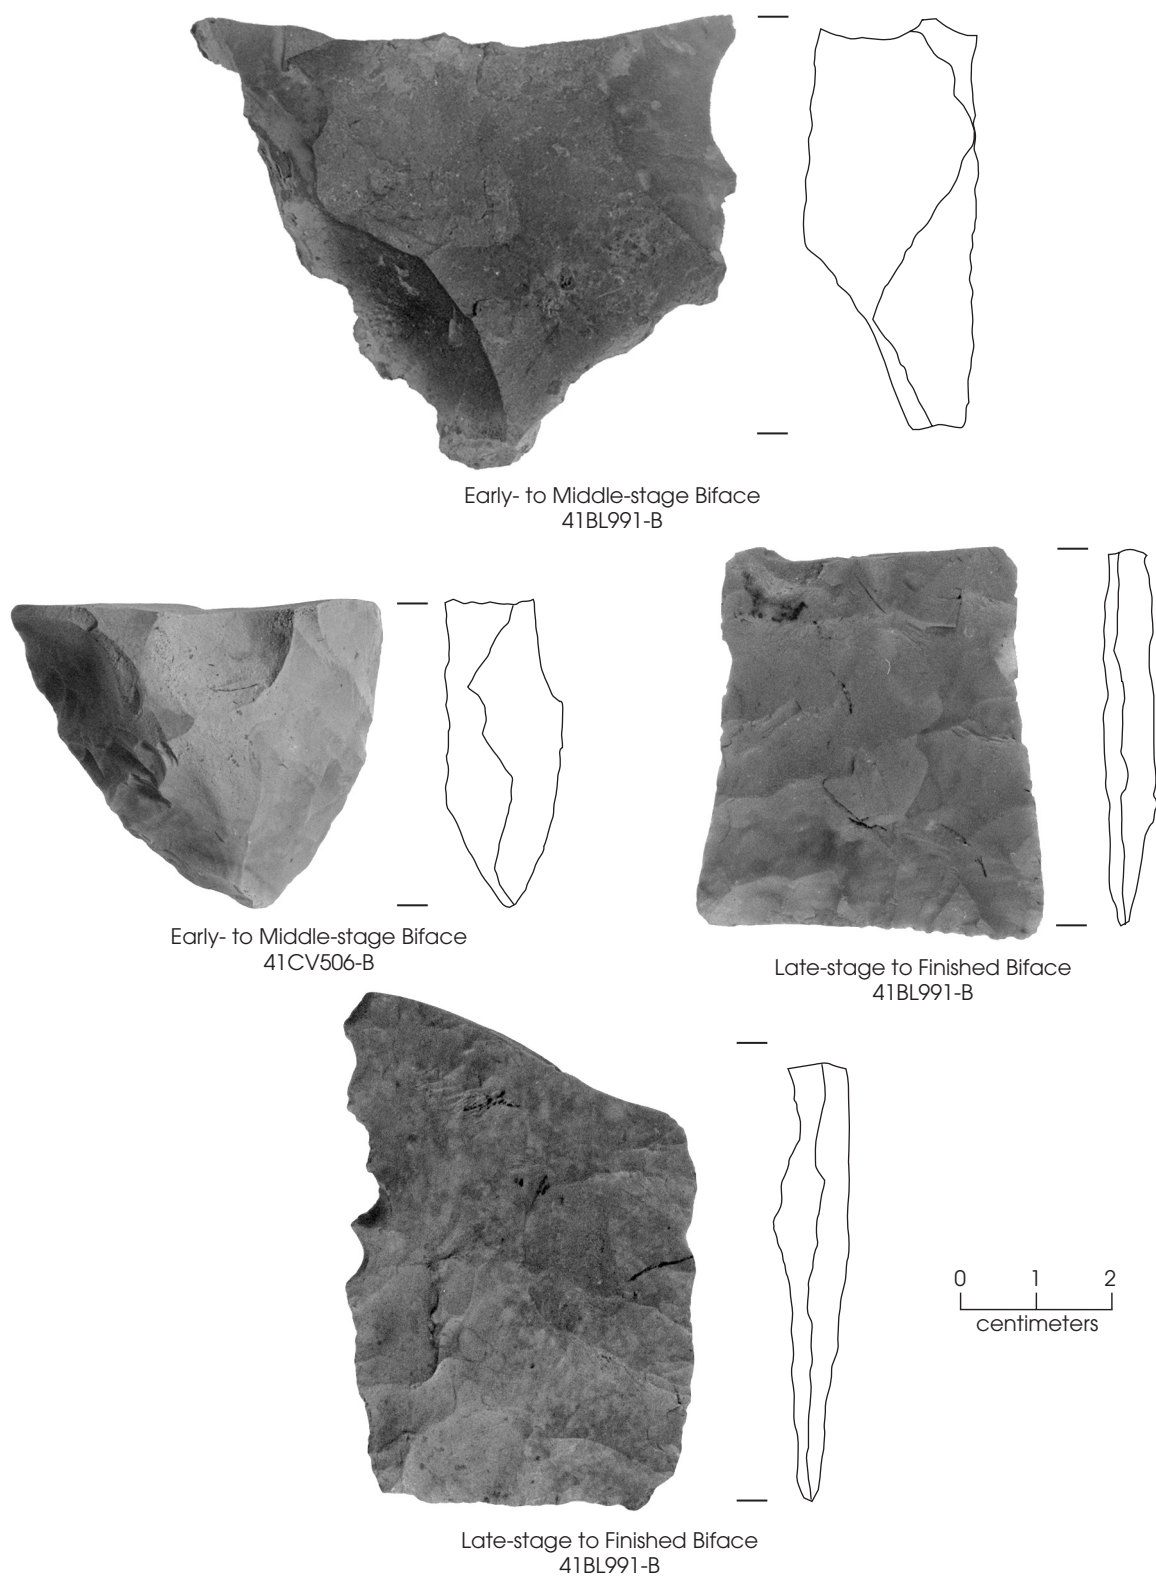 Early- to Middle-stage Biface
41BL991-B
Early- to Middle-stage Biface
41CV506-B
Late-stage to Finished Biface
41BL991-B
0 1 2
centimeters
Late-stage to Finished Biface
41BL991-B